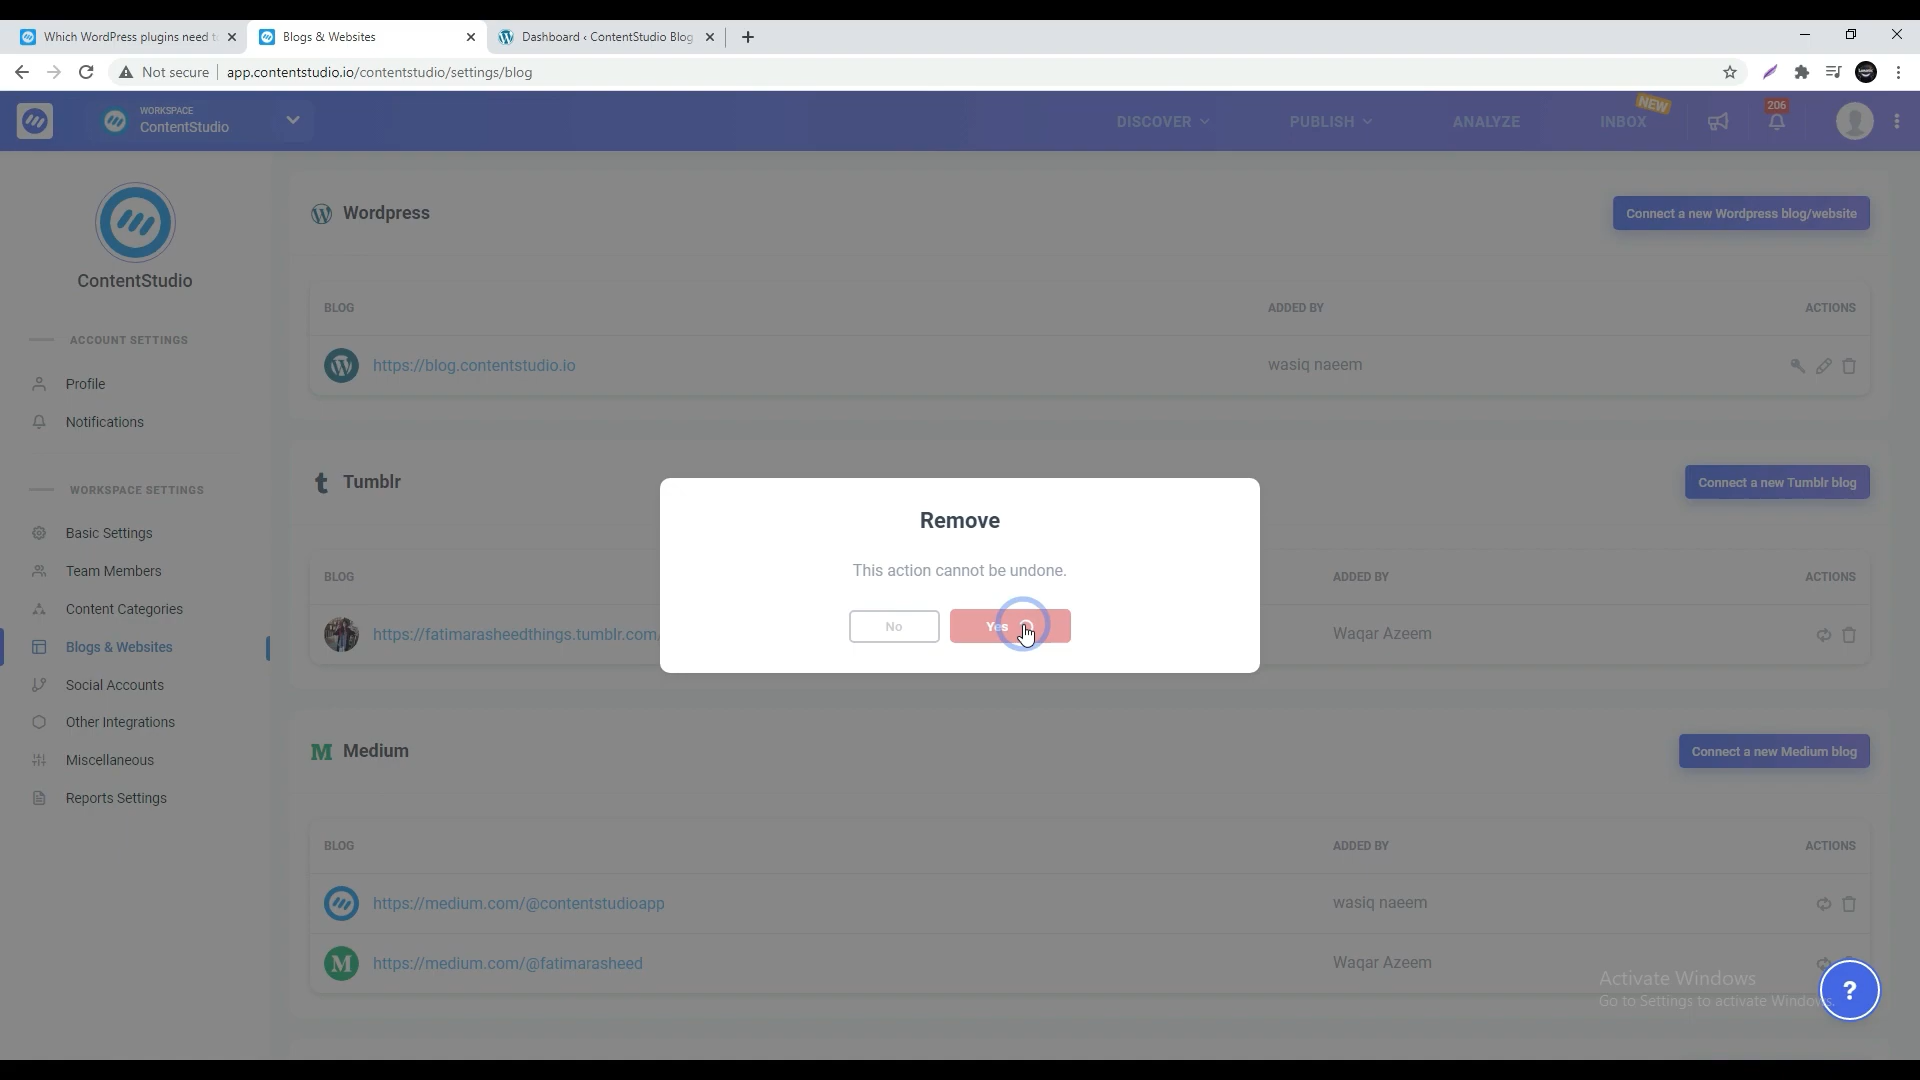 Which WordPress plugins need t
Blogs & Websites
Dashboard ‹ ContentStudio Blog
Not secure
app.contentstudio.io/contentstudio/settings/blog
WORKSPACE
ContentStudio
DISCOVER
PUBLISH
ANALYZE
INBOX
NEW
206
ContentStudio
ACCOUNT SETTINGS
Profile
Notifications
WORKSPACE SETTINGS
Basic Settings
Team Members
Content Categories
Blogs & Websites
Social Accounts
Other Integrations
Miscellaneous
Reports Settings
Wordpress
Connect a new Wordpress blog/website
BLOG
ADDED BY
ACTIONS
https://blog.contentstudio.io
wasiq naeem
Tumblr
Connect a new Tumblr blog
BLOG
ADDED BY
ACTIONS
https://fatimarasheedthings.tumblr.com
Waqar Azeem
Remove
This action cannot be undone.
No
Yes
Medium
Connect a new Medium blog
BLOG
ADDED BY
ACTIONS
https://medium.com/@contentstudioapp
wasiq naeem
https://medium.com/@fatimarasheed
Waqar Azeem
Activate Windows
Go to Settings to activate Windows.
?